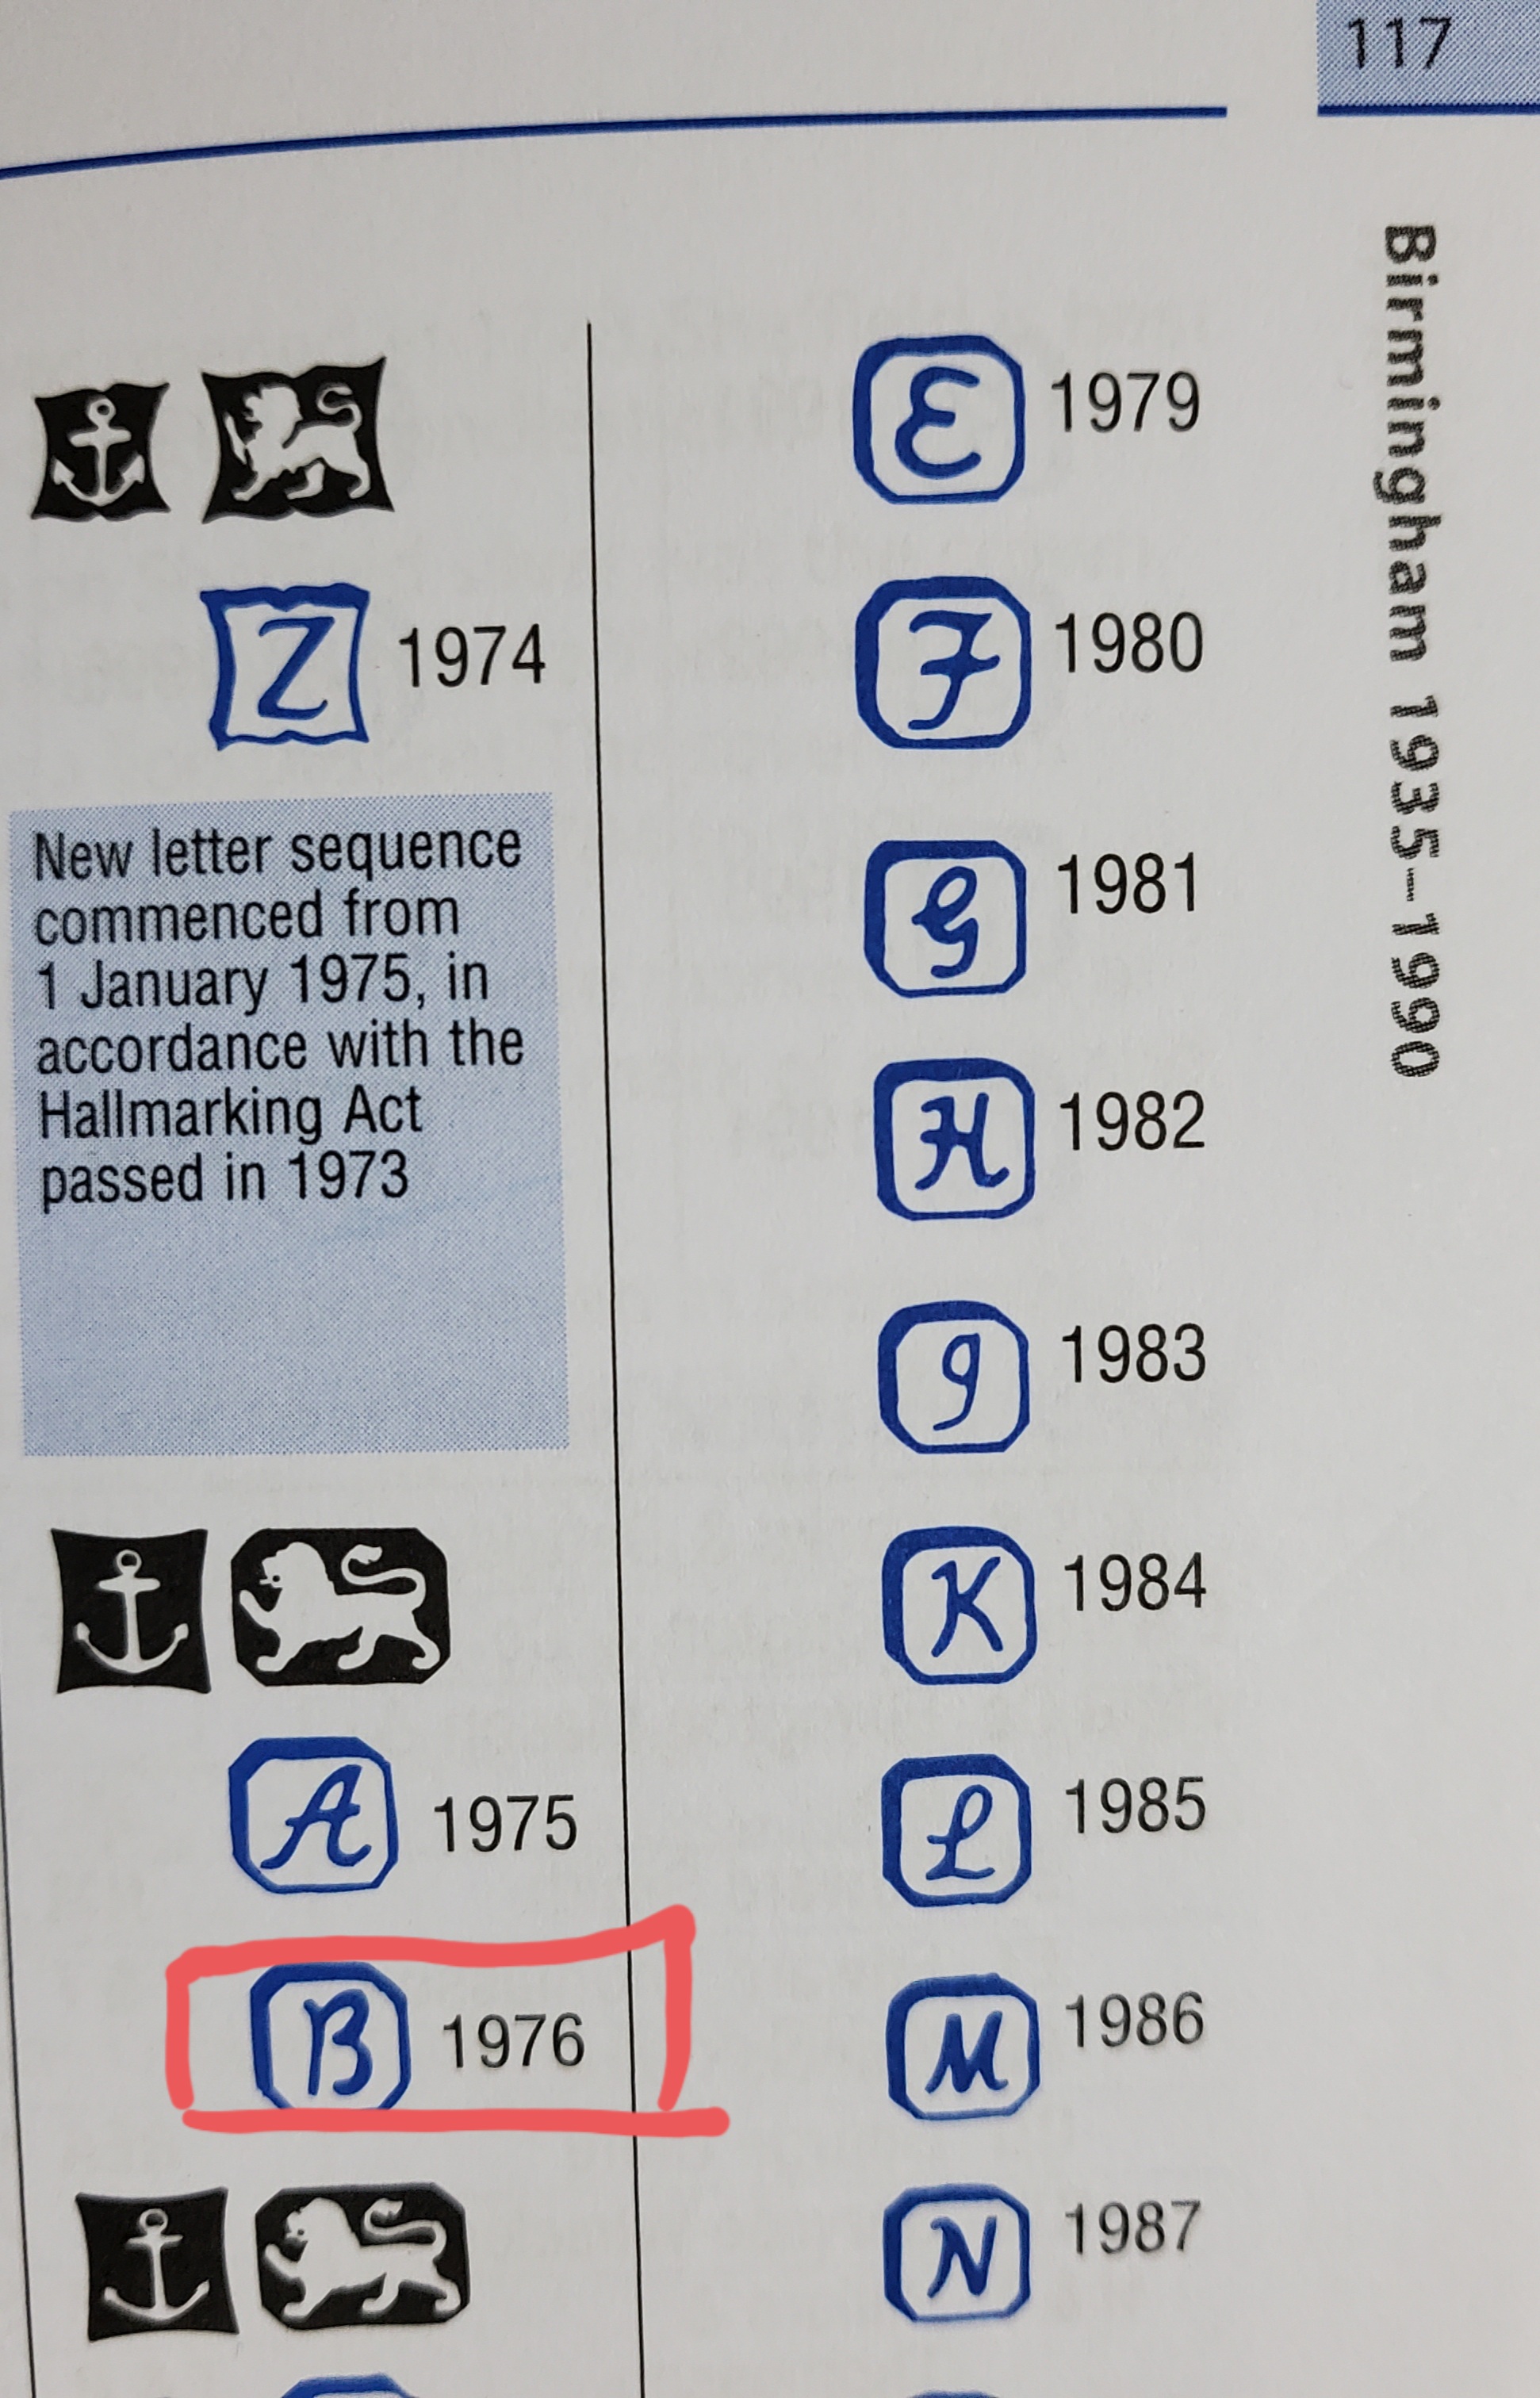 117
Birmingham 1935–1990
Z 1974
New letter sequence
commenced from
1 January 1975, in
accordance with the
Hallmarking Act
passed in 1973
A 1975
B 1976
E 1979
F 1980
G 1981
H 1982
I 1983
K 1984
L 1985
M 1986
N 1987